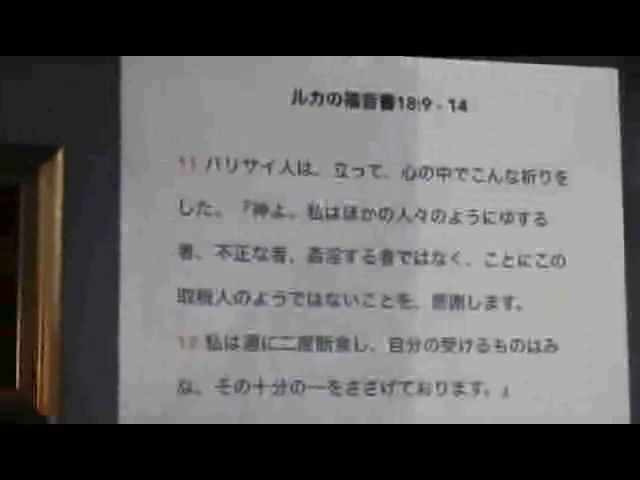 ルカの福音書18:9 - 14
11 パリサイ人は、立って、心の中でこんな祈りを
した。『神よ。私はほかの人々のようにゆする
者、不正な者、姦淫する者ではなく、ことにこの
取税人のようではないことを、感謝します。
12 私は週に二度断食し、自分の受けるものはみ
な、その十分の一をささげております。』